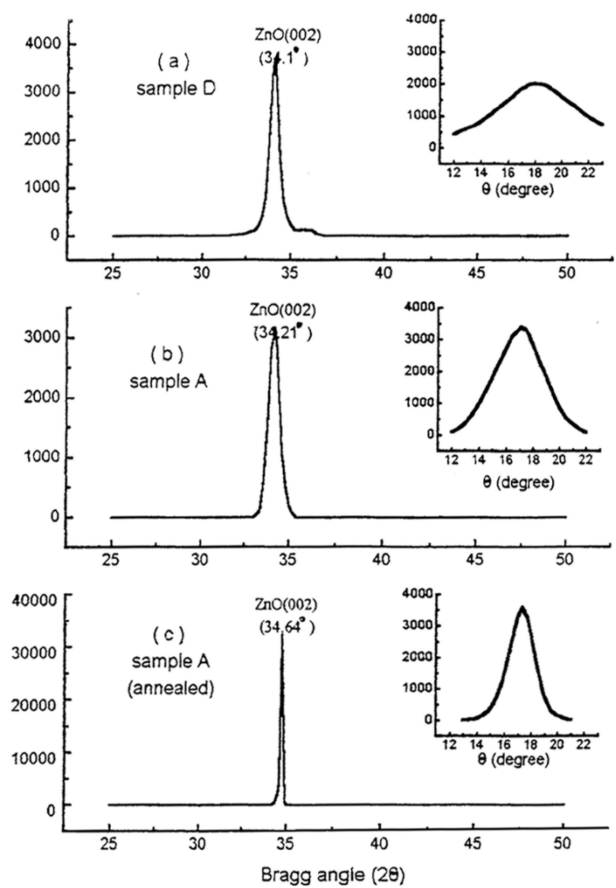 4000
3000
2000
1000
0
( a )
sample D
ZnO(002)
(34.1°)
4000
3000
2000
1000
0
12 14 16 18 20 22
θ (degree)
25 30 35 40 45 50
3000
2000
1000
0
( b )
sample A
ZnO(002)
(34.21°)
4000
3000
2000
1000
0
12 14 16 18 20 22
θ (degree)
25 30 35 40 45 50
40000
30000
20000
10000
0
( c )
sample A
(annealed)
ZnO(002)
(34.64°)
4000
3000
2000
1000
0
12 14 16 18 20 22
θ (degree)
25 30 35 40 45 50
Bragg angle (2θ)